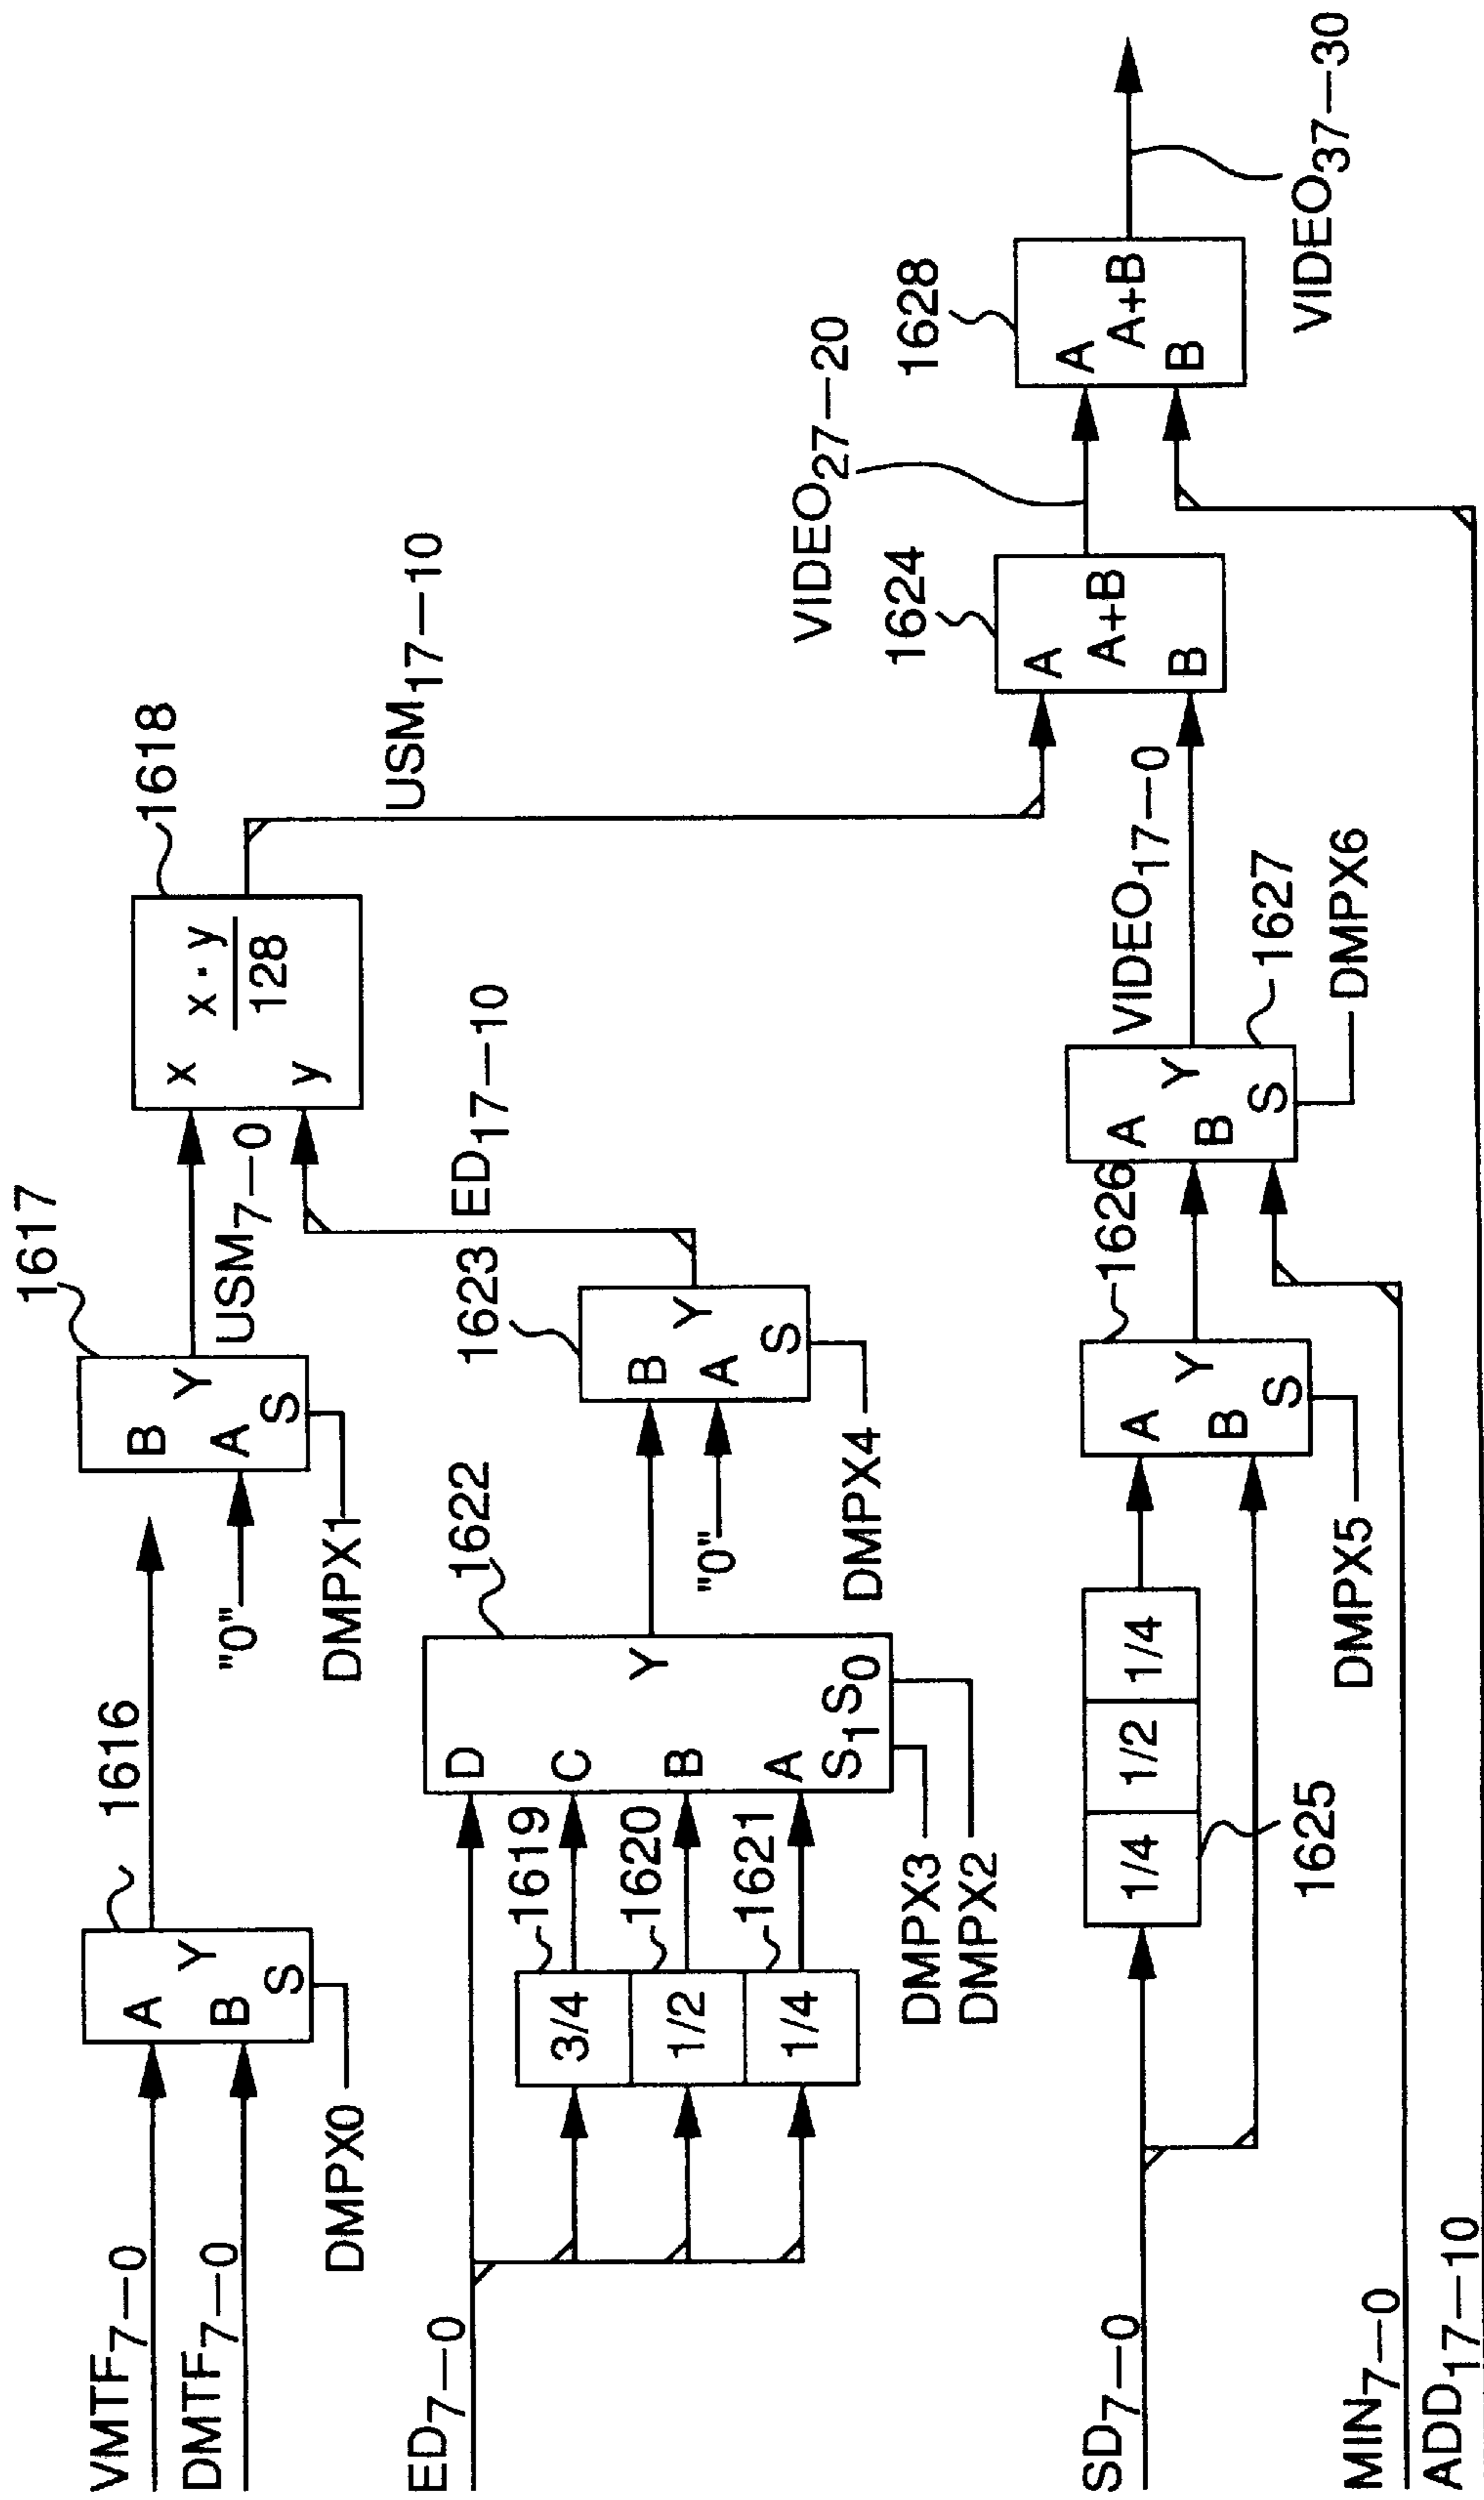 VMTF7—0
DMTF7—0
A
B
Y
S
DMPX0
1616
"0"
B
A
Y
S
DMPX1
1617
USM7—0
x
y
x · y
128
1618
USM17—10
ED7—0
3/4
1/2
1/4
1619
1620
1621
D
C
B
A
Y
S1
S0
DMPX3
DMPX2
1622
"0"
B
A
Y
S
DMPX4
1623
ED17—10
SD7—0
1/4
1/2
1/4
1625
A
B
Y
S
DMPX5
1626
A
B
Y
S
DMPX6
1627
VIDEO17—0
A
A+B
B
1624
VIDEO27—20
A
A+B
B
1628
VIDEO37—30
MIN7—0
ADD17—10